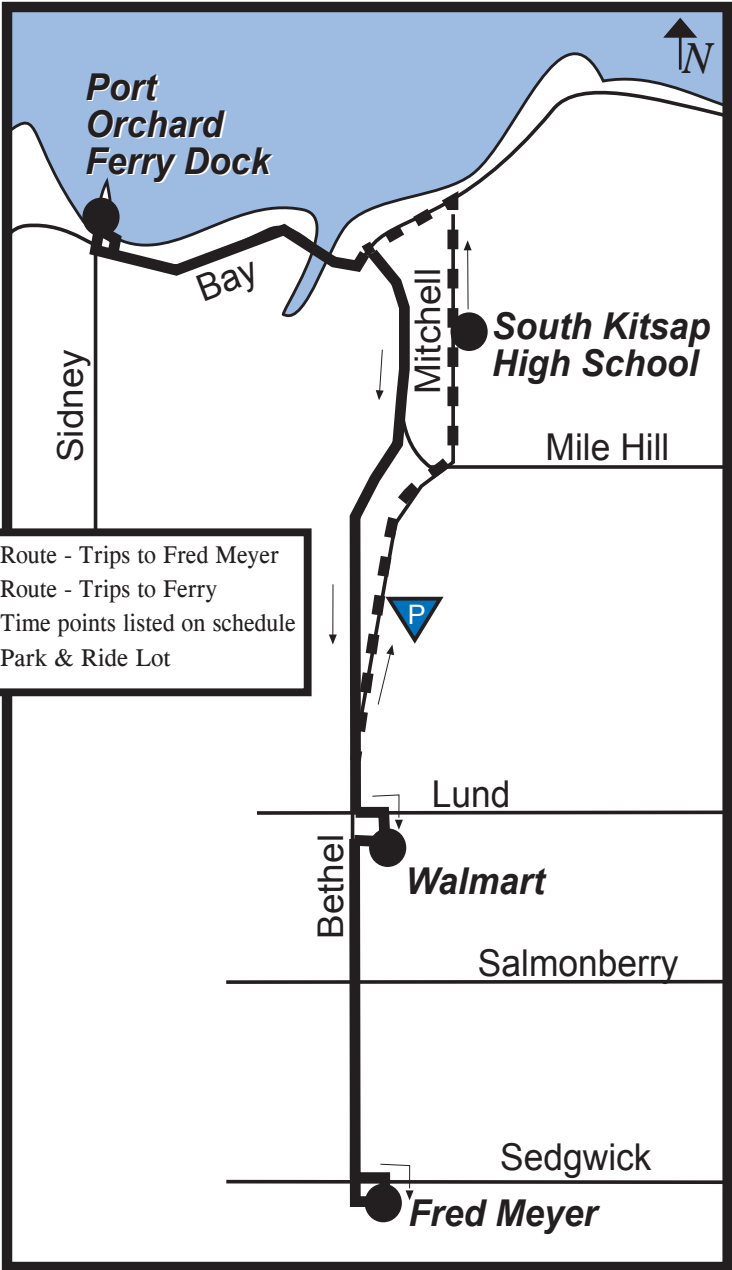 N
Port
Orchard
Ferry Dock
Bay
Sidney
Mitchell
South Kitsap
High School
Mile Hill
Route - Trips to Fred Meyer
Route - Trips to Ferry
Time points listed on schedule
Park & Ride Lot
P
Lund
Bethel
Walmart
Salmonberry
Sedgwick
Fred Meyer